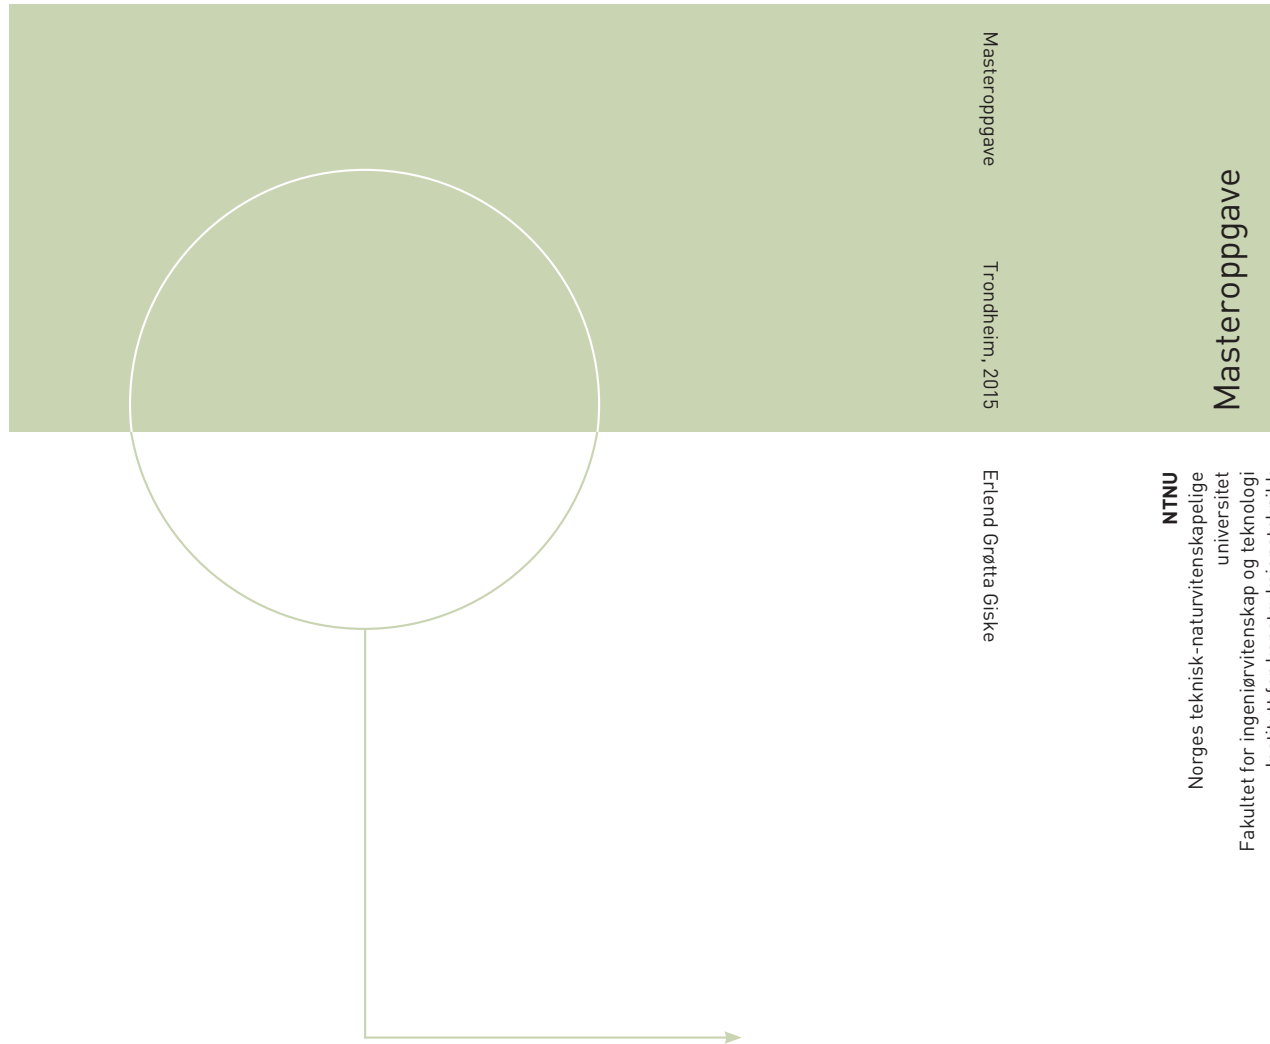 Masteroppgave
Trondheim, 2015
Erlend Grøtta Giske
Masteroppgave
NTNU
Norges teknisk-naturvitenskapelige
universitet
Fakultet for ingeniørvitenskap og teknologi